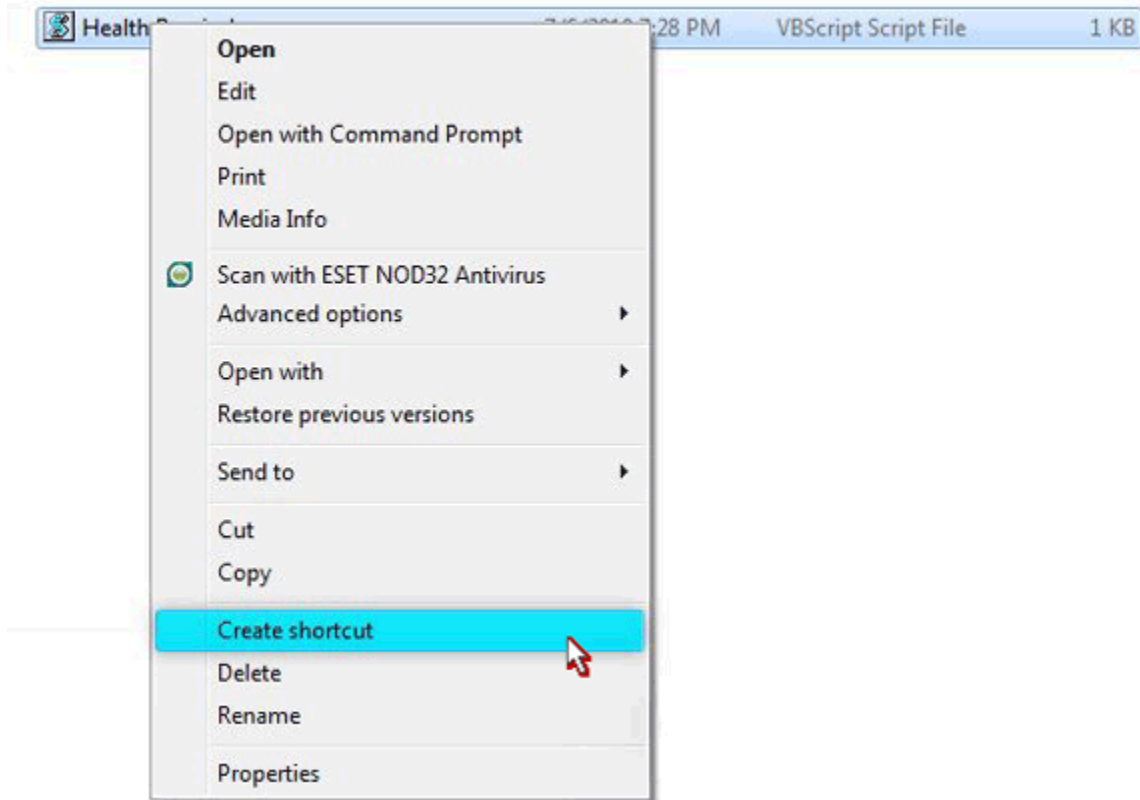 Health :28 PM VBScript Script File 1 KB
Open
Edit
Open with Command Prompt
Print
Media Info
Scan with ESET NOD32 Antivirus
Advanced options
Open with
Restore previous versions
Send to
Cut
Copy
Create shortcut
Delete
Rename
Properties